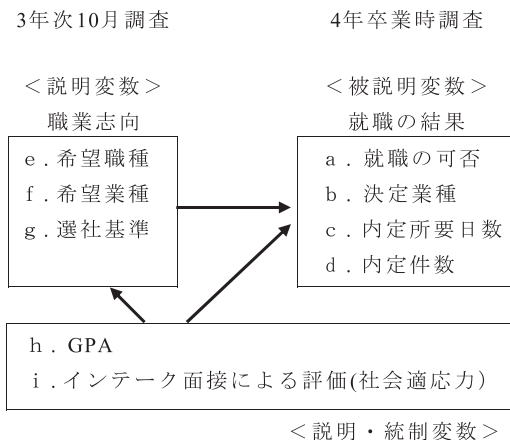 3年次10月調査
4年卒業時調査
＜説明変数＞
職業志向
ｅ．希望職種
ｆ．希望業種
ｇ．選社基準
＜被説明変数＞
就職の結果
ａ．就職の可否
ｂ．決定業種
ｃ．内定所要日数
ｄ．内定件数
ｈ．GPA
ｉ．インテーク面接による評価(社会適応力）
＜説明・統制変数＞